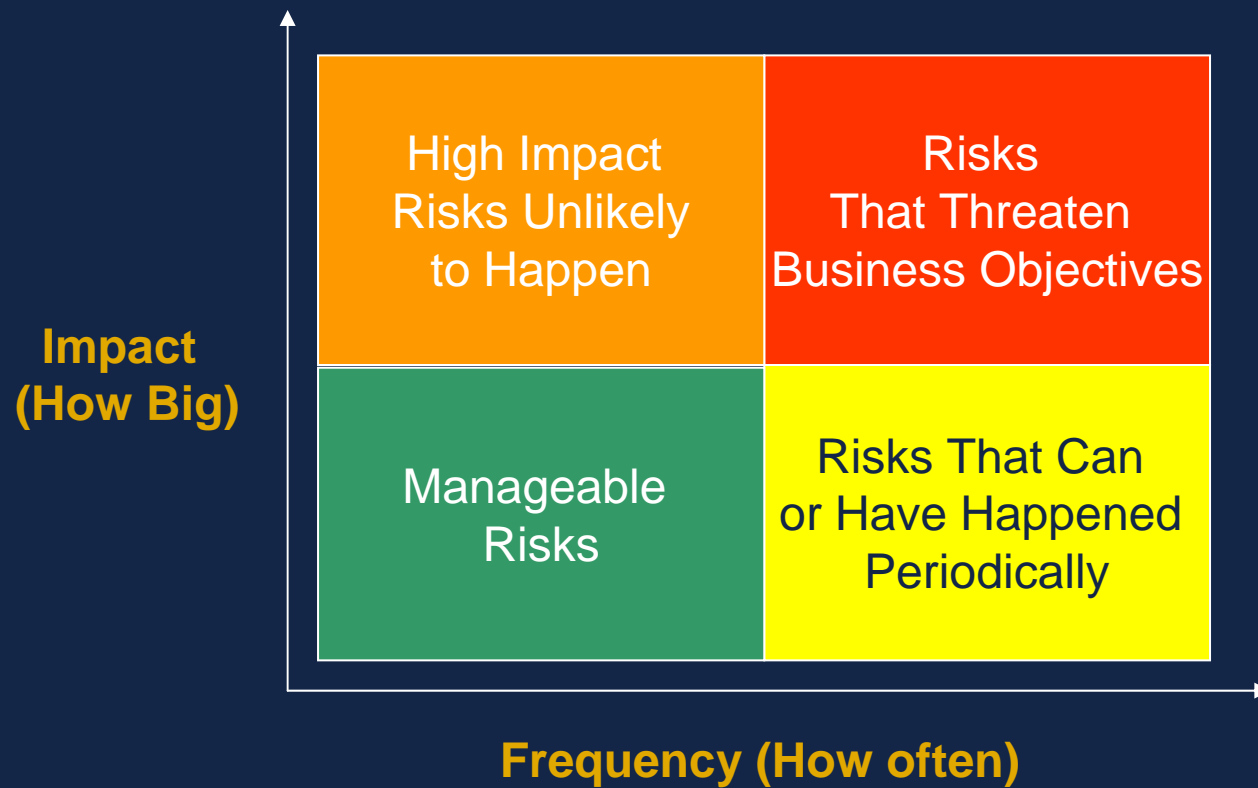 High Impact
Risks Unlikely
to Happen
Risks
That Threaten
Business Objectives
Impact
(How Big)
Manageable
Risks
Risks That Can
or Have Happened
Periodically
Frequency (How often)